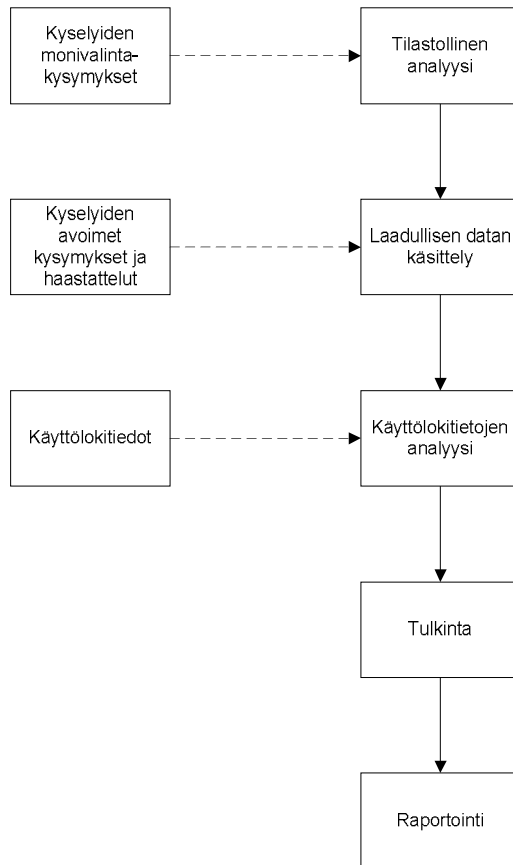 Kyselyiden
monivalinta-
kysymykset
Tilastollinen
analyysi
Kyselyiden
avoimet
kysymykset ja
haastattelut
Laadullisen datan
käsittely
Käyttölokitiedot
Käyttölokitietojen
analyysi
Tulkinta
Raportointi